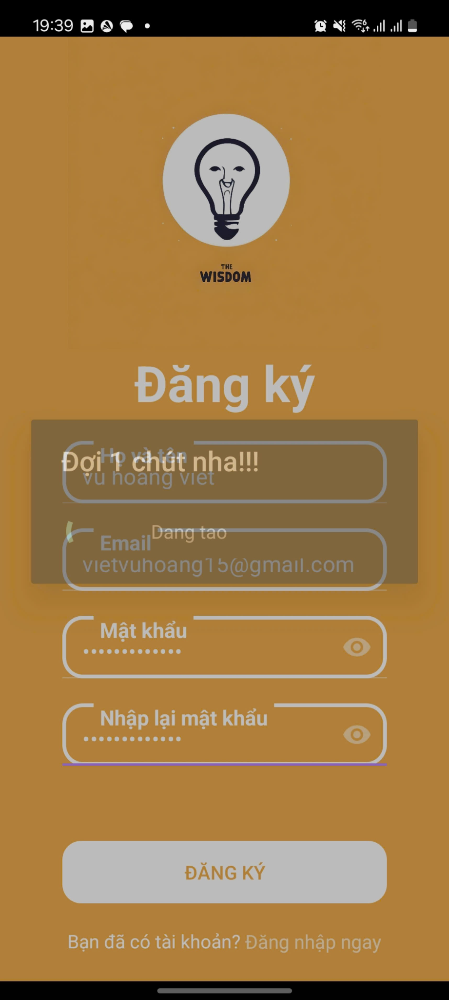 19:39
THE
WISDOM
Đăng ký
Họ và tên
Đợi 1 chút nha!!!
vu hoang viet
Dang tao
Email
vietvuhoang15@gmail.com
Mật khẩu
•••••••••••••
Nhập lại mật khẩu
•••••••••••••
ĐĂNG KÝ
Bạn đã có tài khoản? Đăng nhập ngay